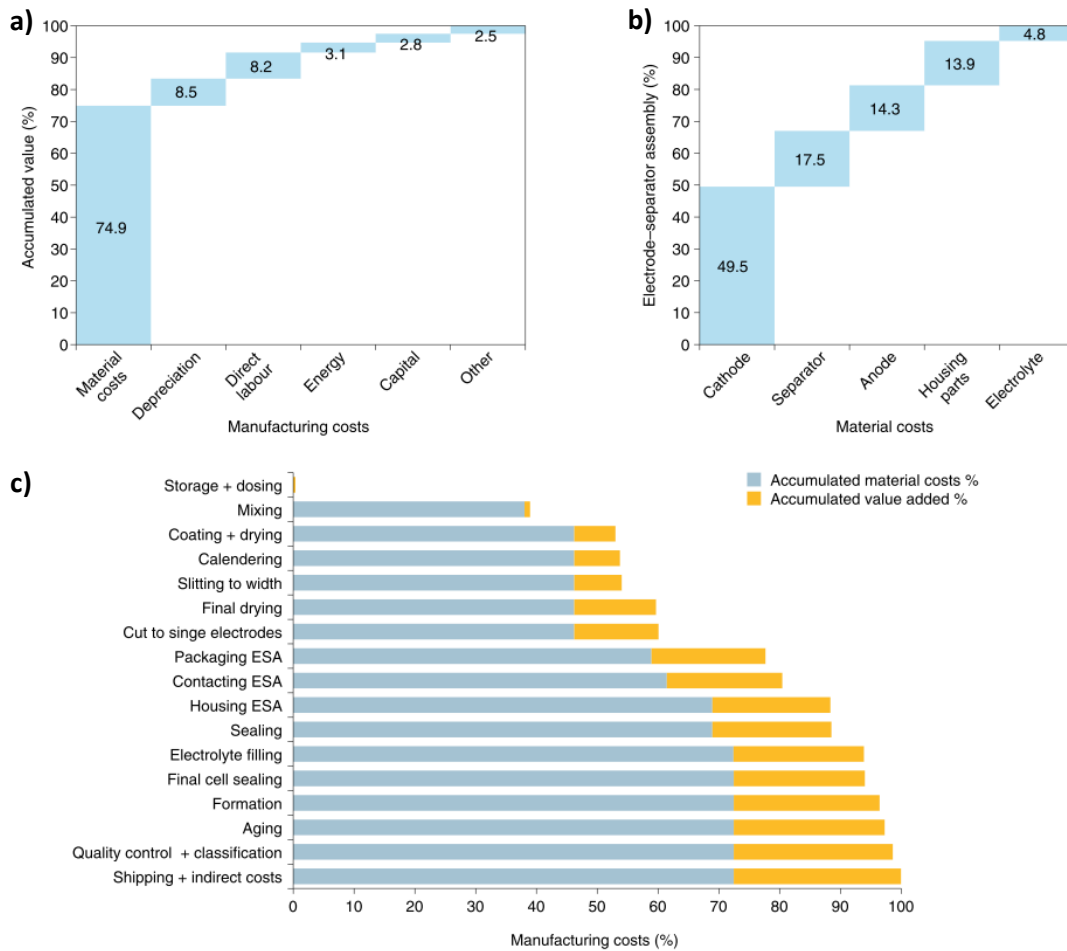 a)
Accumulated value (%)
100
90
80
70
60
50
40
30
20
10
0
74.9
8.5
8.2
3.1
2.8
2.5
Material
costs
Depreciation
Direct
labour
Energy
Capital
Other
Manufacturing costs
b)
Electrode–separator assembly (%)
100
90
80
70
60
50
40
30
20
10
0
49.5
17.5
14.3
13.9
4.8
Cathode
Separator
Anode
Housing
parts
Electrolyte
Material costs
c)
Accumulated material costs %
Accumulated value added %
Storage + dosing
Mixing
Coating + drying
Calendering
Slitting to width
Final drying
Cut to singe electrodes
Packaging ESA
Contacting ESA
Housing ESA
Sealing
Electrolyte filling
Final cell sealing
Formation
Aging
Quality control + classification
Shipping + indirect costs
0 10 20 30 40 50 60 70 80 90 100
Manufacturing costs (%)